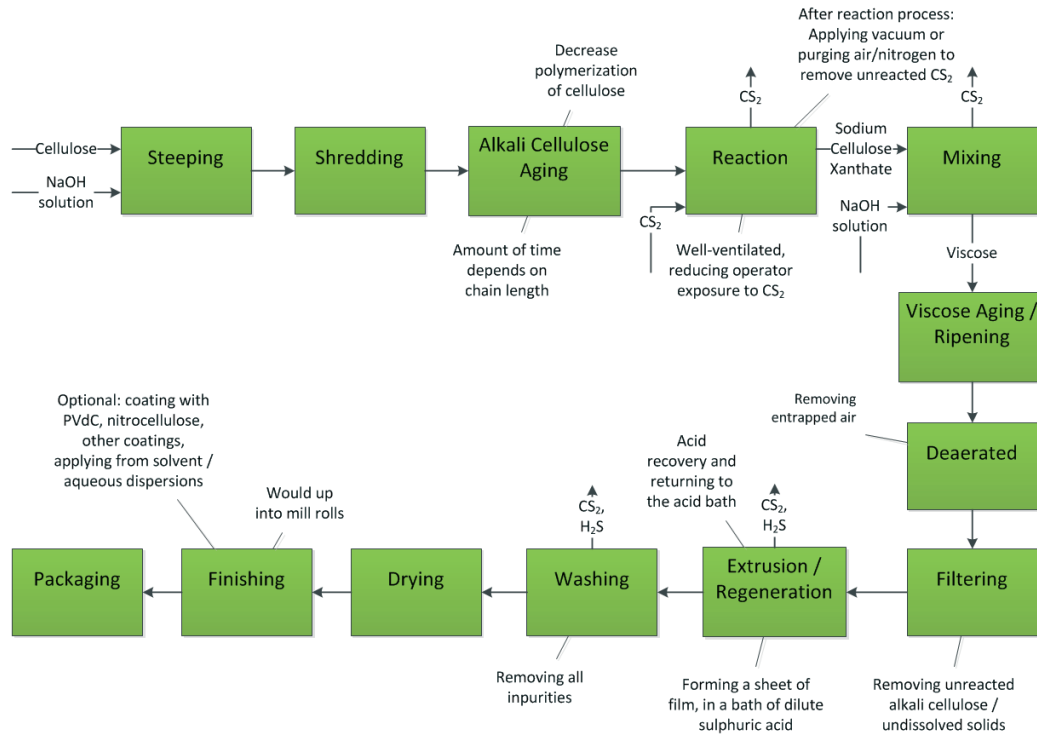 After reaction process:
Applying vacuum or
purging air/nitrogen to
remove unreacted CS₂
Decrease
polymerization
of cellulose
CS₂
CS₂
Cellulose
NaOH
solution
Steeping
Shredding
Alkali Cellulose
Aging
Reaction
Sodium
Cellulose
Xanthate
Mixing
CS₂
NaOH
solution
Amount of time
depends on
chain length
Well-ventilated,
reducing operator
exposure to CS₂
Viscose
Viscose Aging /
Ripening
Removing
entrapped air
Deaerated
Optional: coating with
PVdC, nitrocellulose,
other coatings,
applying from solvent /
aqueous dispersions
Would up
into mill rolls
Acid
recovery and
returning to
the acid bath
CS₂,
H₂S
CS₂,
H₂S
Packaging
Finishing
Drying
Washing
Extrusion /
Regeneration
Filtering
Removing all
inpurities
Forming a sheet of
film, in a bath of dilute
sulphuric acid
Removing unreacted
alkali cellulose /
undissolved solids